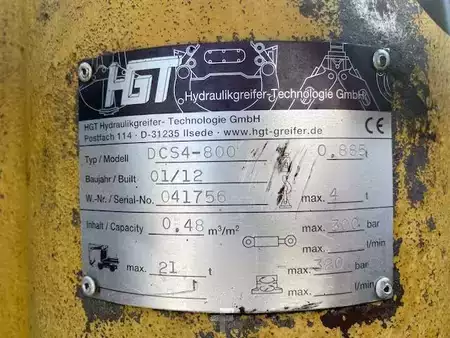 HGT
Hydraulikgreifer-Technologie GmbH
HGT Hydraulikgreifer- Technologie GmbH
Postfach 114 · D-31235 Ilsede · www.hgt-greifer.de
CE
Typ / Modell DCS4-800 0,885 t
Baujahr / Built 01/12
W.-Nr. / Serial-No. 041756 max. 4 t
Inhalt / Capacity 0,48 m³/m² max. 300 bar
max. l/min
max. 21 t max. bar
max. l/min